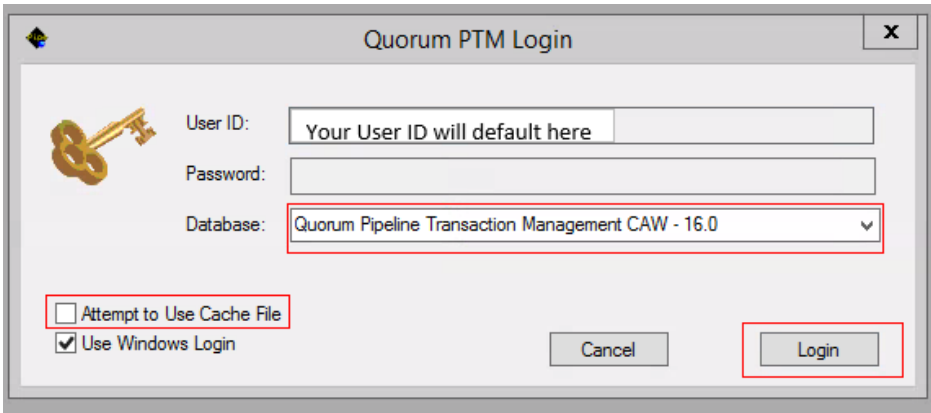 Quorum PTM Login
x
User ID:
Your User ID will default here
Password:
Database:
Quorum Pipeline Transaction Management CAW - 16.0
Attempt to Use Cache File
Use Windows Login
Cancel
Login